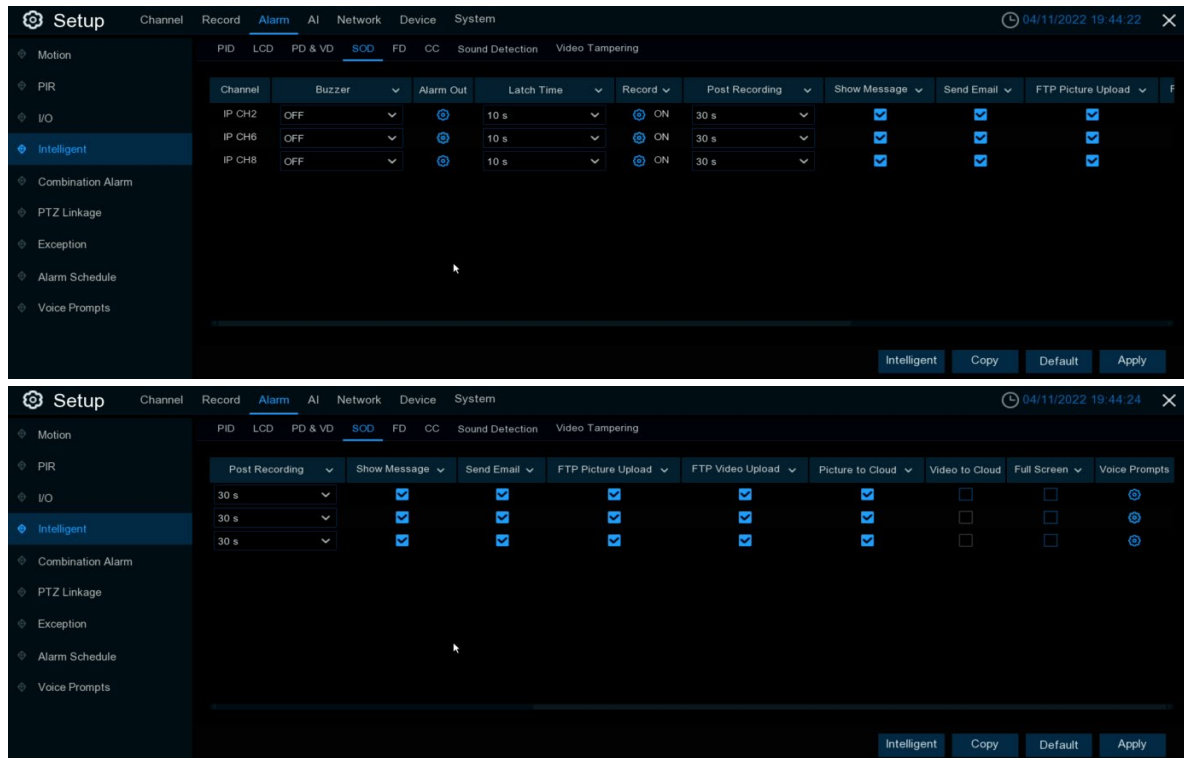 Setup Channel Record Alarm AI Network Device System 04/11/2022 19:44:22
Motion PID LCD PD & VD SOD FD CC Sound Detection Video Tampering
PIR Channel Buzzer Alarm Out Latch Time Record Post Recording Show Message Send Email FTP Picture Upload F
I/O IP CH2 OFF 10 s ON 30 s
IP CH6 OFF 10 s ON 30 s
Intelligent IP CH8 OFF 10 s ON 30 s
Combination Alarm
PTZ Linkage
Exception
Alarm Schedule
Voice Prompts
Intelligent Copy Default Apply
Setup Channel Record Alarm AI Network Device System 04/11/2022 19:44:24
Motion PID LCD PD & VD SOD FD CC Sound Detection Video Tampering
PIR Post Recording Show Message Send Email FTP Picture Upload FTP Video Upload Picture to Cloud Video to Cloud Full Screen Voice Prompts
I/O 30 s
30 s
Intelligent 30 s
Combination Alarm
PTZ Linkage
Exception
Alarm Schedule
Voice Prompts
Intelligent Copy Default Apply